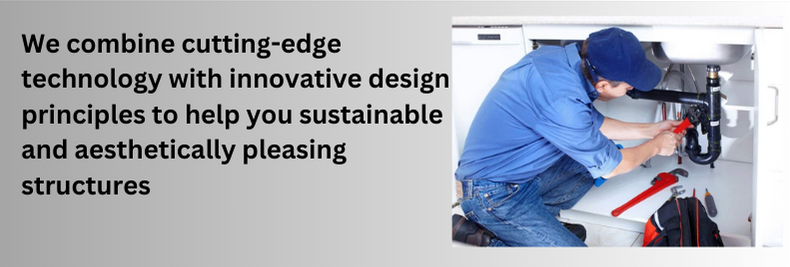 We combine cutting-edge
technology with innovative design
principles to help you sustainable
and aesthetically pleasing
structures